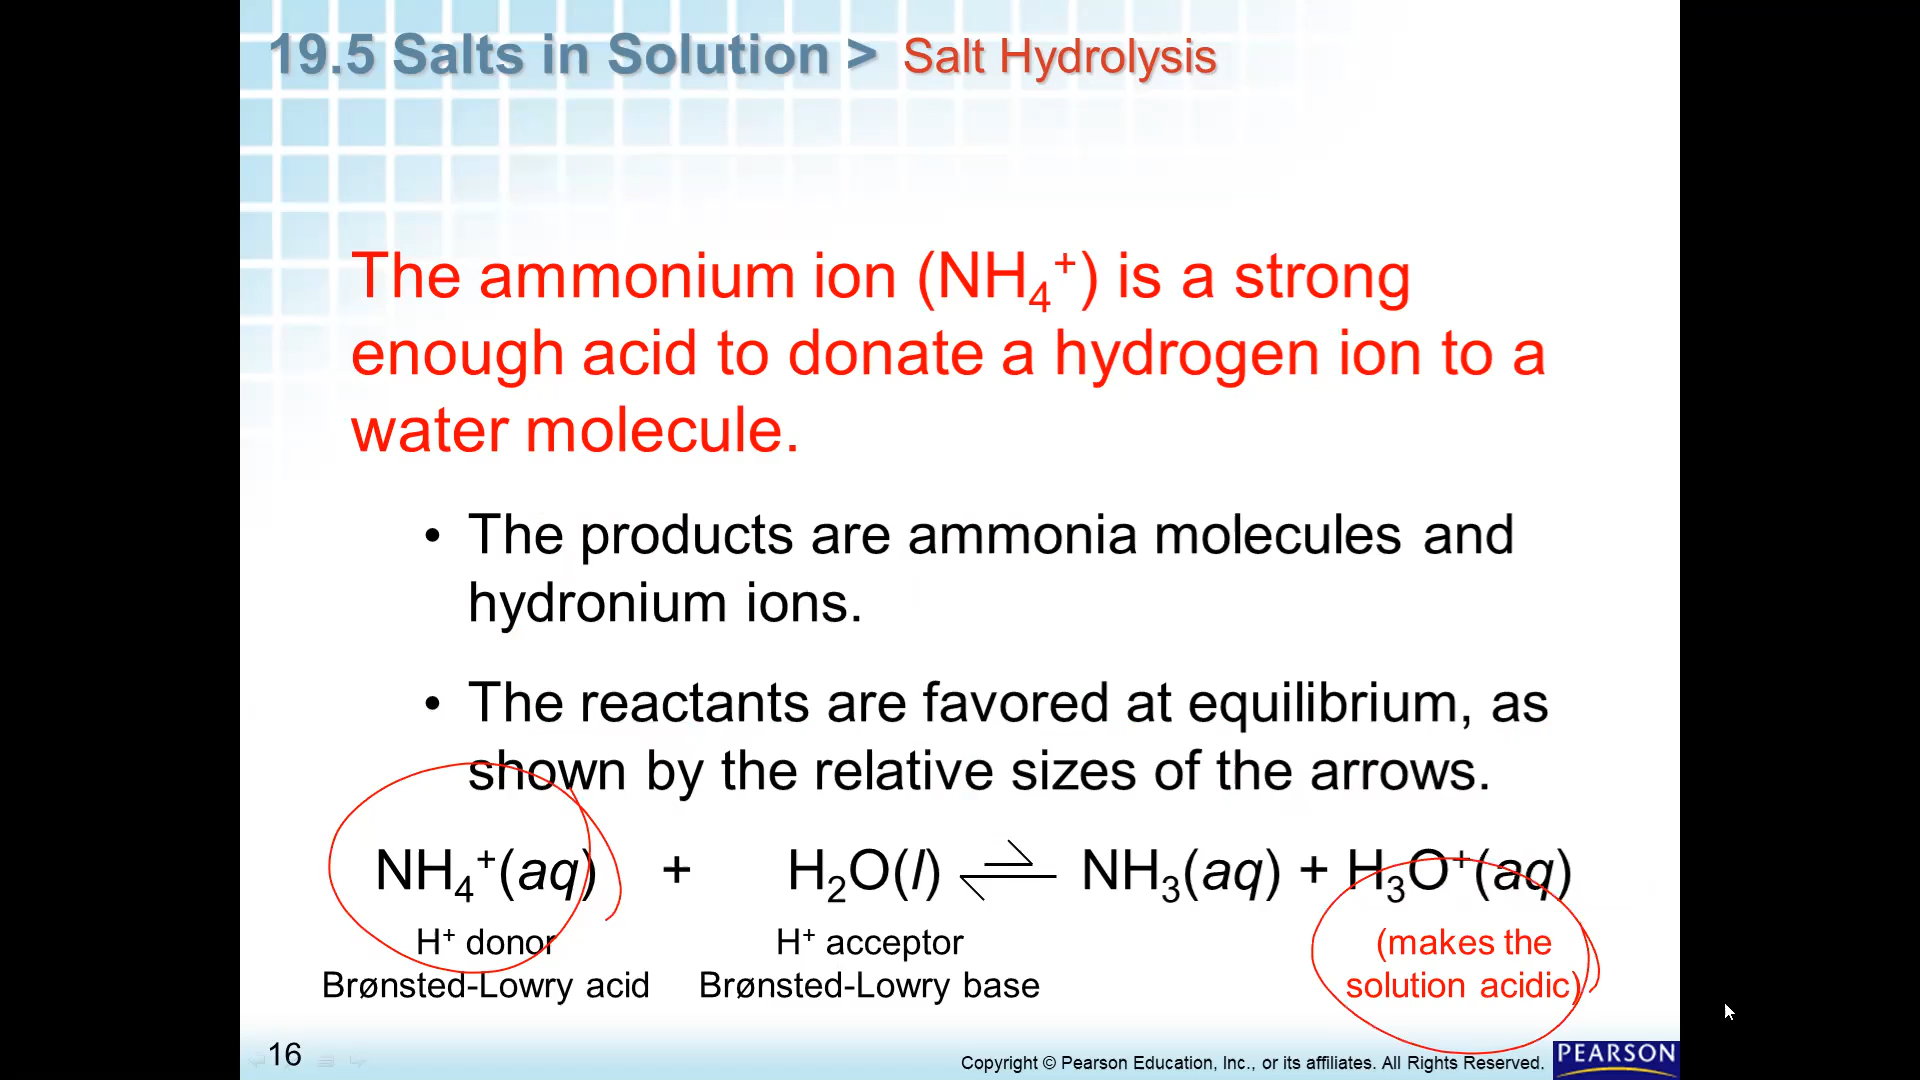 19.5 Salts in Solution > Salt Hydrolysis
The ammonium ion (NH₄⁺) is a strong
enough acid to donate a hydrogen ion to a
water molecule.
• The products are ammonia molecules and
hydronium ions.
• The reactants are favored at equilibrium, as
shown by the relative sizes of the arrows.
NH₄⁺(aq) + H₂O(l) ⇌ NH₃(aq) + H₃O⁺(aq)
H⁺ donor H⁺ acceptor (makes the
Brønsted-Lowry acid Brønsted-Lowry base solution acidic)
16
Copyright © Pearson Education, Inc., or its affiliates. All Rights Reserved. PEARSON